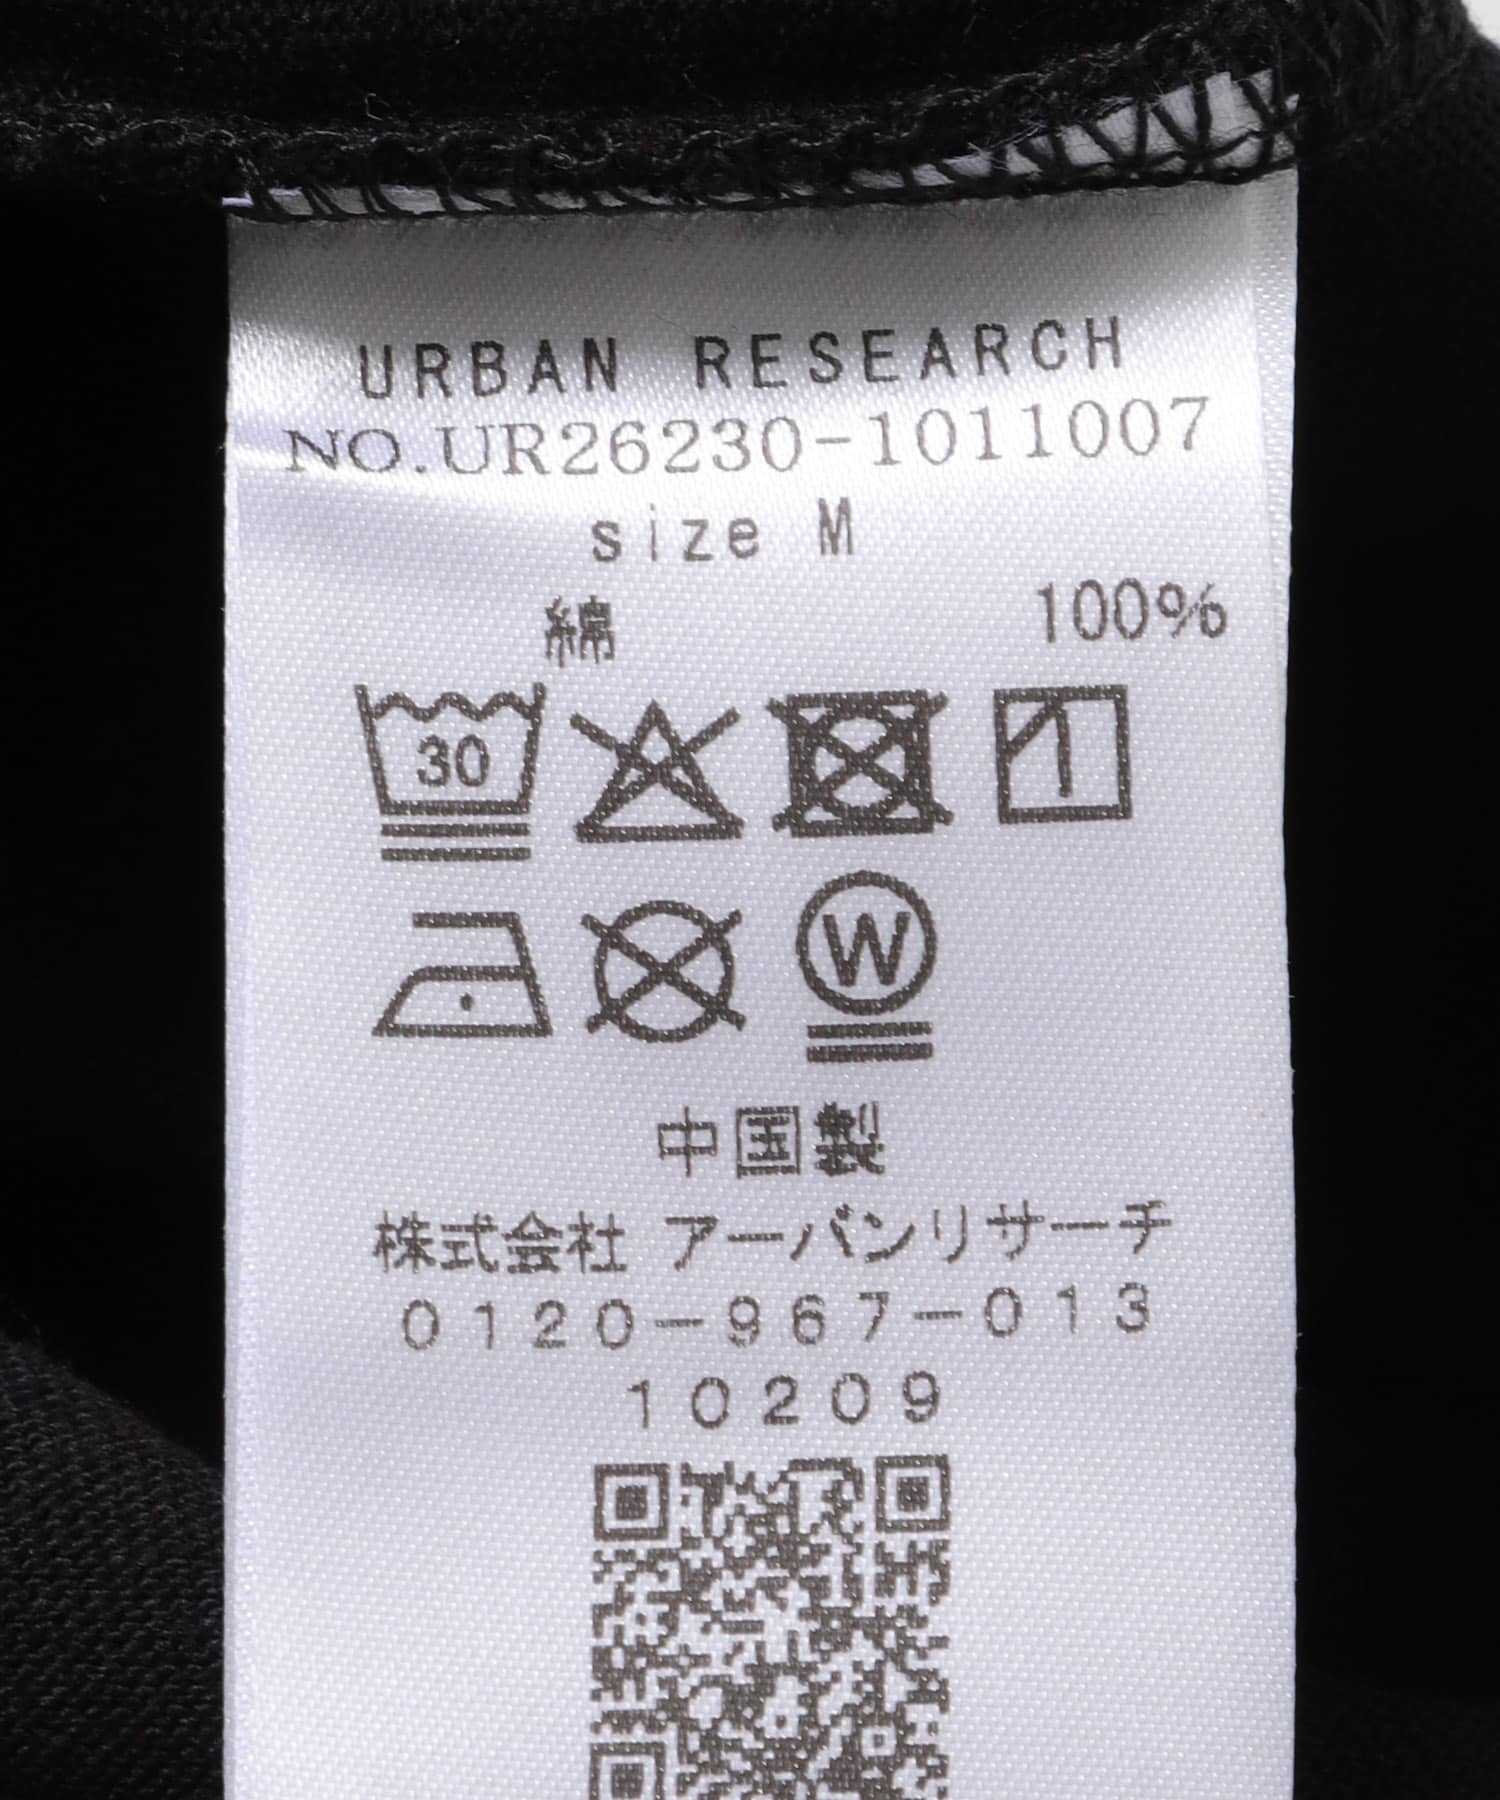 URBAN RESEARCH
NO.UR26230-1011007
size M
綿 100%
30
W
中国製
株式会社 アーバンリサーチ
0120-967-013
10209